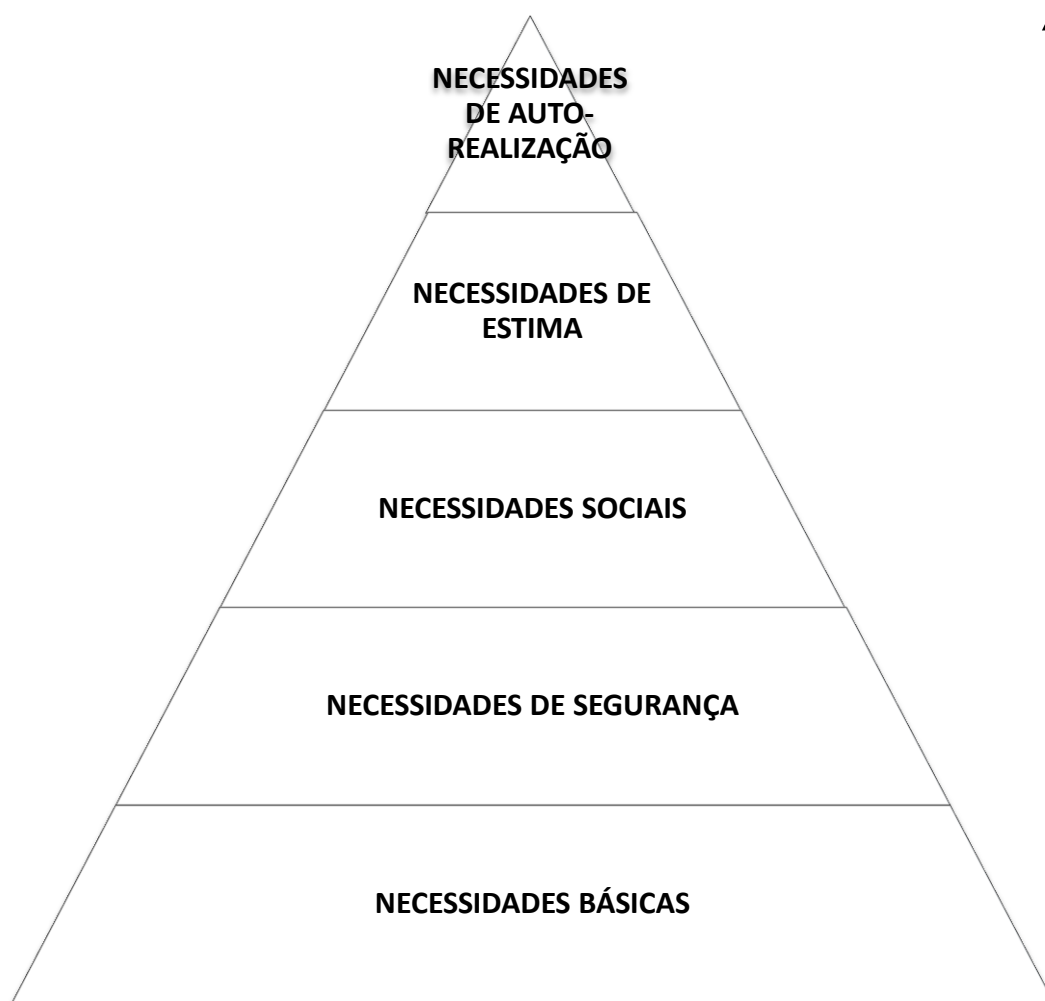 NECESSIDADES
DE AUTO-
REALIZAÇÃO
NECESSIDADES DE
ESTIMA
NECESSIDADES SOCIAIS
NECESSIDADES DE SEGURANÇA
NECESSIDADES BÁSICAS